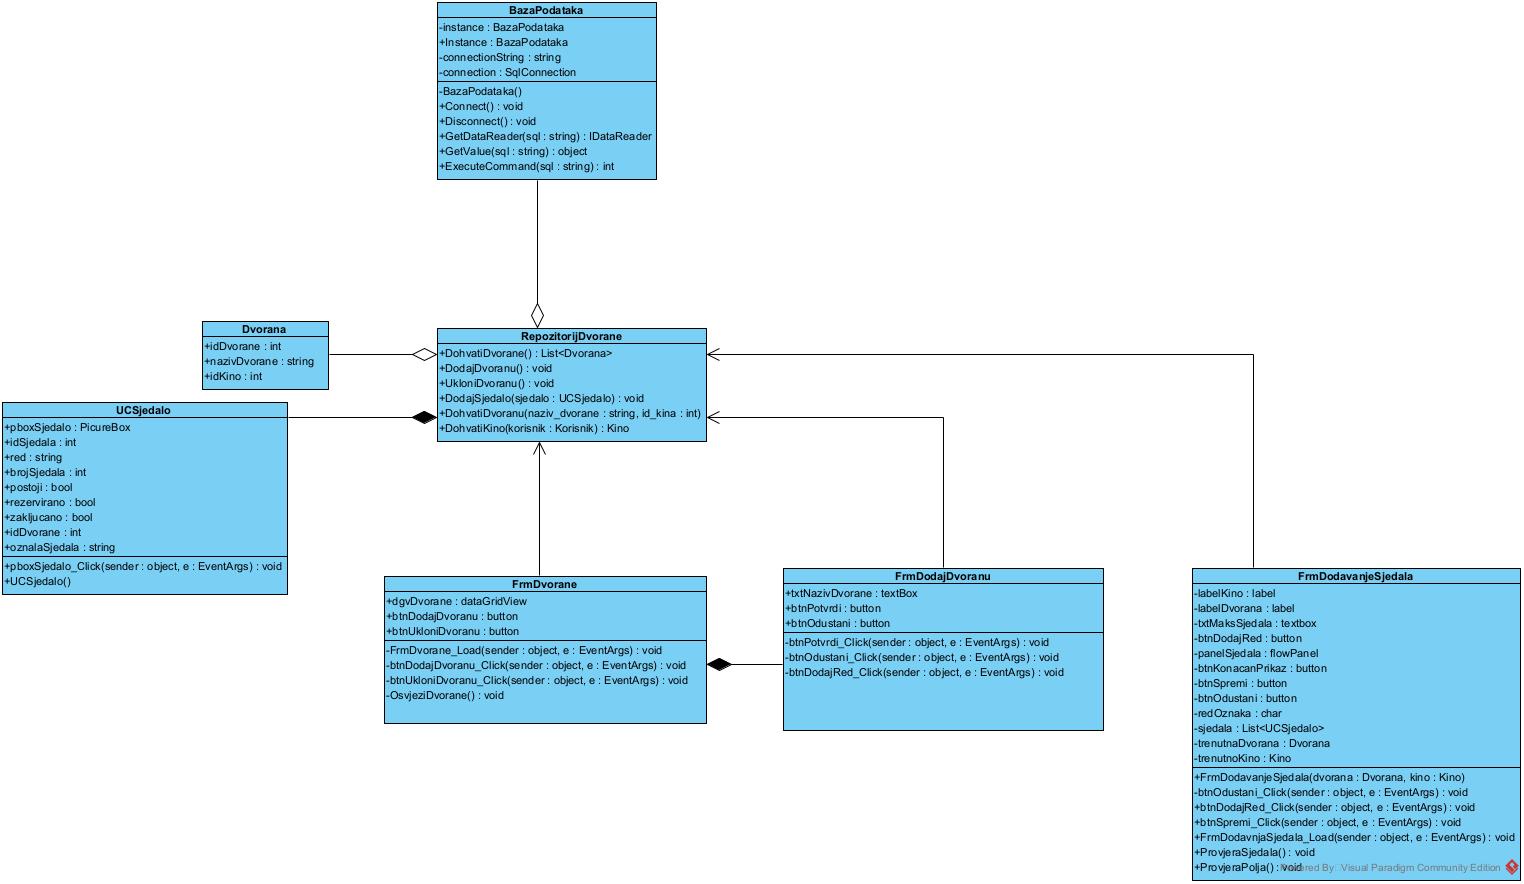 BazaPodataka
-instance : BazaPodataka
+Instance : BazaPodataka
-connectionString : string
-connection : SqlConnection
-BazaPodataka()
+Connect() : void
+Disconnect() : void
+GetDataReader(sql : string) : IDataReader
+GetValue(sql : string) : object
+ExecuteCommand(sql : string) : int
Dvorana
+idDvorane : int
+nazivDvorane : string
+idKino : int
RepozitorijDvorane
+DohvatiDvorane() : List<Dvorana>
+DodajDvoranu() : void
+UkloniDvoranu() : void
+DodajSjedalo(sjedalo : UCSjedalo) : void
+DohvatiDvoranu(naziv_dvorane : string, id_kina : int)
+DohvatiKino(korisnik : Korisnik) : Kino
UCSjedalo
+pboxSjedalo : PicureBox
+idSjedala : int
+red : string
+brojSjedala : int
+postoji : bool
+rezervirano : bool
+zakljucano : bool
+idDvorane : int
+oznalaSjedala : string
+pboxSjedalo_Click(sender : object, e : EventArgs) : void
+UCSjedalo()
FrmDvorane
+dgvDvorane : dataGridView
+btnDodajDvoranu : button
+btnUkloniDvoranu : button
-FrmDvorane_Load(sender : object, e : EventArgs) : void
-btnDodajDvoranu_Click(sender : object, e : EventArgs) : void
-btnUkloniDvoranu_Click(sender : object, e : EventArgs) : void
-OsvjeziDvorane() : void
FrmDodajDvoranu
+txtNazivDvorane : textBox
+btnPotvrdi : button
+btnOdustani : button
-btnPotvrdi_Click(sender : object, e : EventArgs) : void
-btnOdustani_Click(sender : object, e : EventArgs) : void
-btnDodajRed_Click(sender : object, e : EventArgs) : void
FrmDodavanjeSjedala
-labelKino : label
-labelDvorana : label
-txtMaksSjedala : textbox
-btnDodajRed : button
-panelSjedala : flowPanel
-btnKonacanPrikaz : button
-btnSpremi : button
-btnOdustani : button
-redOznaka : char
-sjedala : List<UCSjedalo>
-trenutnaDvorana : Dvorana
-trenutnoKino : Kino
+FrmDodavanjeSjedala(dvorana : Dvorana, kino : Kino)
-btnOdustani_Click(sender : object, e : EventArgs) : void
+btnDodajRed_Click(sender : object, e : EventArgs) : void
+btnSpremi_Click(sender : object, e : EventArgs) : void
+FrmDodavnjaSjedala_Load(sender : object, e : EventArgs) : void
+ProvjeraSjedala() : void
+ProvjeraPolja() : void
Powered By: Visual Paradigm Community Edition